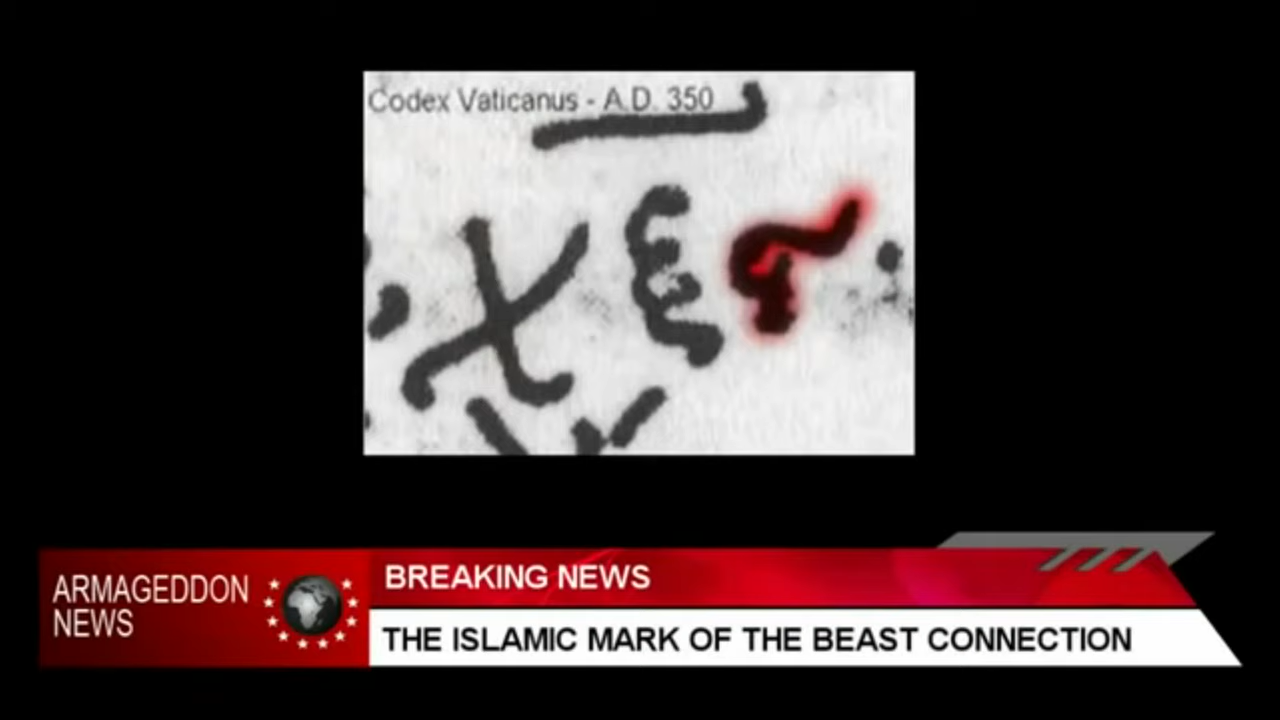 Codex Vaticanus - A.D. 350
χξϛ
ARMAGEDDON
NEWS
BREAKING NEWS
THE ISLAMIC MARK OF THE BEAST CONNECTION